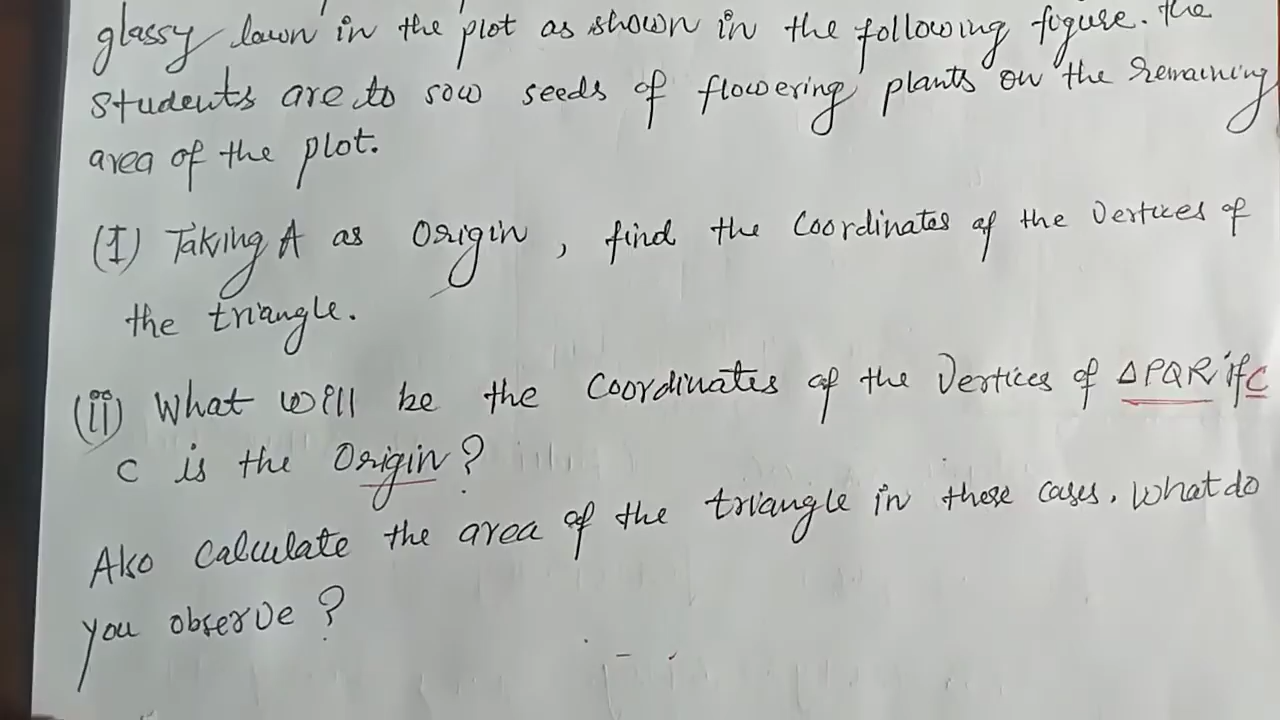 glassy lawn in the plot as shown in the following figure. the
students are to sow seeds of flowering plants on the remaining
area of the plot.
(I) Taking A as Origin, find the Coordinates of the Vertices of
the triangle.
(ii) What will be the Coordinates of the Vertices of △PQR if C
C is the Origin?
Also Calculate the area of the triangle in these cases. What do
you observe?